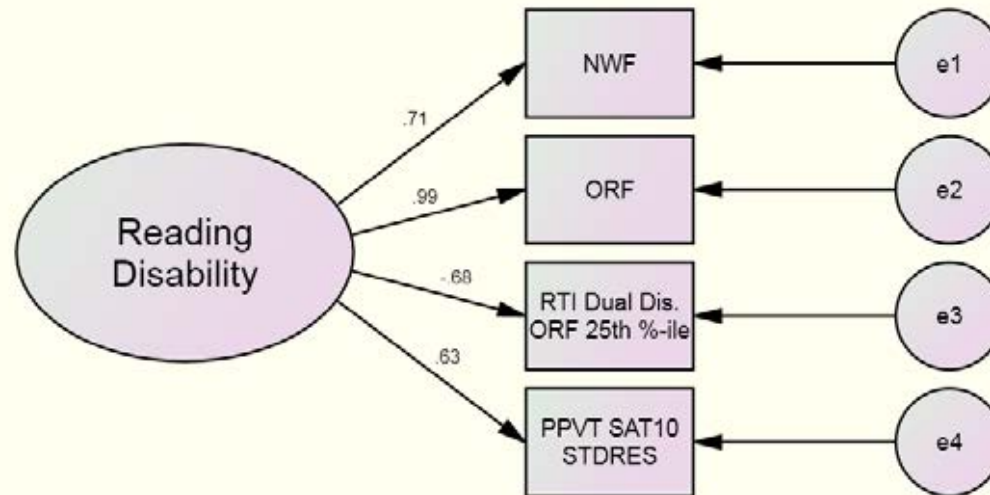 NWF
e1
.71
ORF
e2
.99
Reading
Disability
-.68
RTI Dual Dis.
ORF 25th %-ile
e3
.63
PPVT SAT10
STDRES
e4